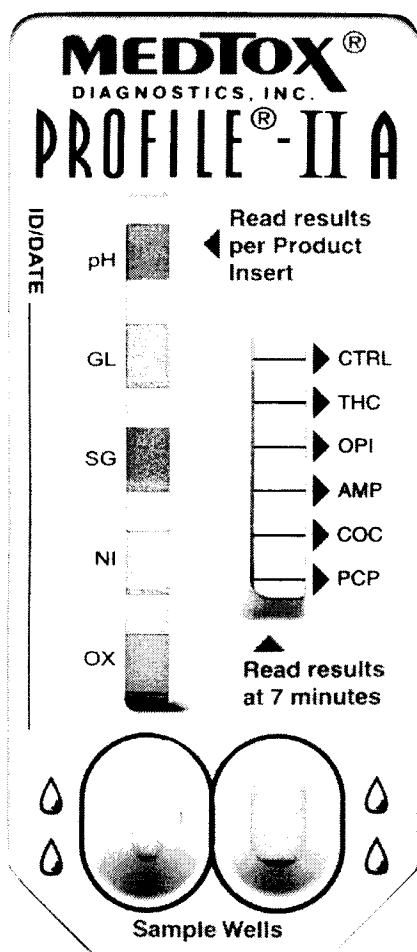 MEDTOX®
DIAGNOSTICS, INC.
PROFILE®-II A
ID/DATE
Read results
per Product
Insert
pH
GL
SG
NI
OX
CTRL
THC
OPI
AMP
COC
PCP
Read results
at 7 minutes
Sample Wells